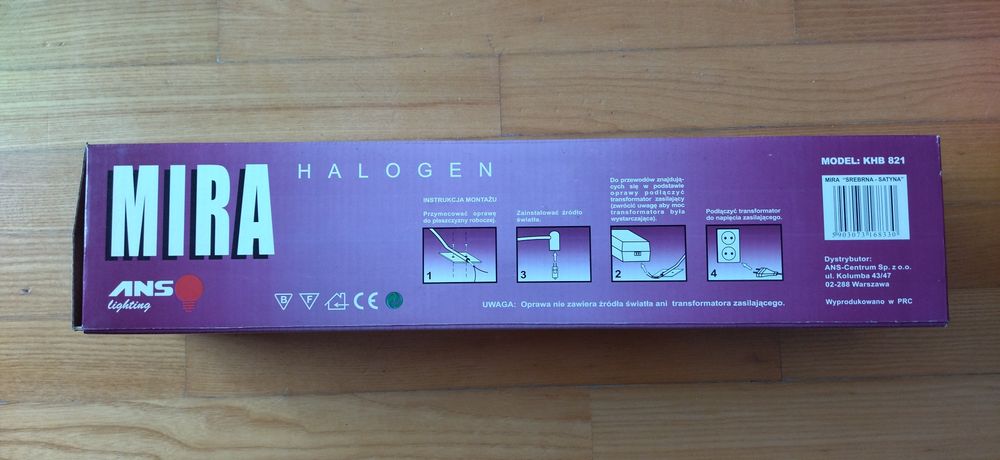 MIRA
HALOGEN
ANS
lighting
B F CE
INSTRUKCJA MONTAŻU
Przymocować oprawę
do płaszczyzny roboczej.
1
Zainstalować źródło
światła.
3
Do przewodów znajdują-
cych się w podstawie
oprawy podłączyć
transformator zasilający
(zwrócić uwagę aby moc
transformatora była
wystarczająca).
2
Podłączyć transformator
do napięcia zasilającego.
4
UWAGA: Oprawa nie zawiera źródła światła ani transformatora zasilającego.
MODEL: KHB 821
MIRA "SREBRNA - SATYNA"
5903073168330
Dystrybutor:
ANS-Centrum Sp. z o.o.
ul. Kolumba 43/47
02-288 Warszawa
Wyprodukowano w PRC